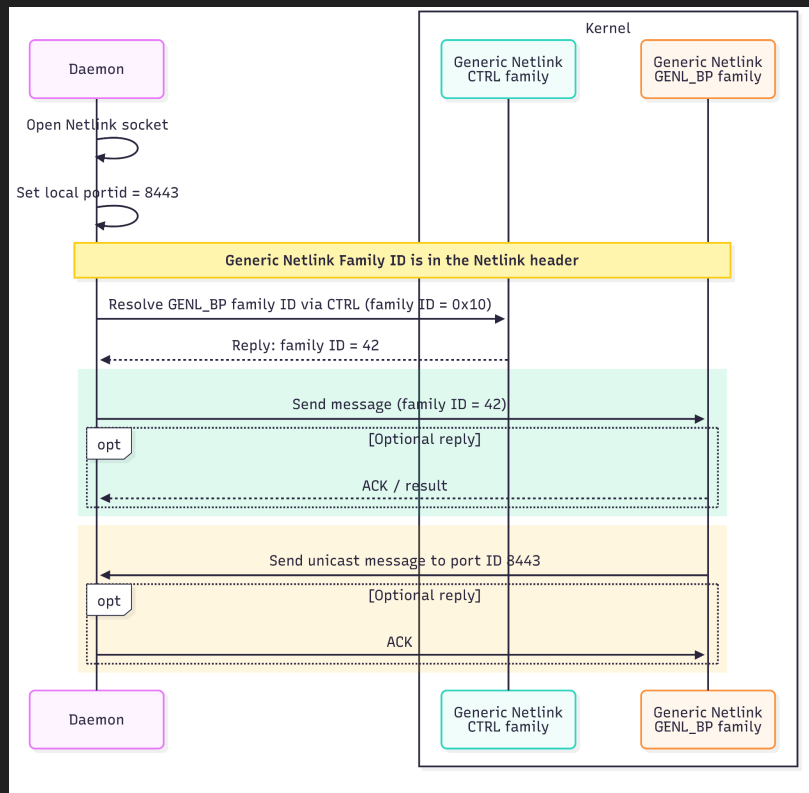 Kernel
Daemon
Generic Netlink
CTRL family
Generic Netlink
GENL_BP family
Open Netlink socket
Set local portid = 8443
Generic Netlink Family ID is in the Netlink header
Resolve GENL_BP family ID via CTRL (family ID = 0x10)
Reply: family ID = 42
Send message (family ID = 42)
opt
[Optional reply]
ACK / result
Send unicast message to port ID 8443
opt
[Optional reply]
ACK
Daemon
Generic Netlink
CTRL family
Generic Netlink
GENL_BP family